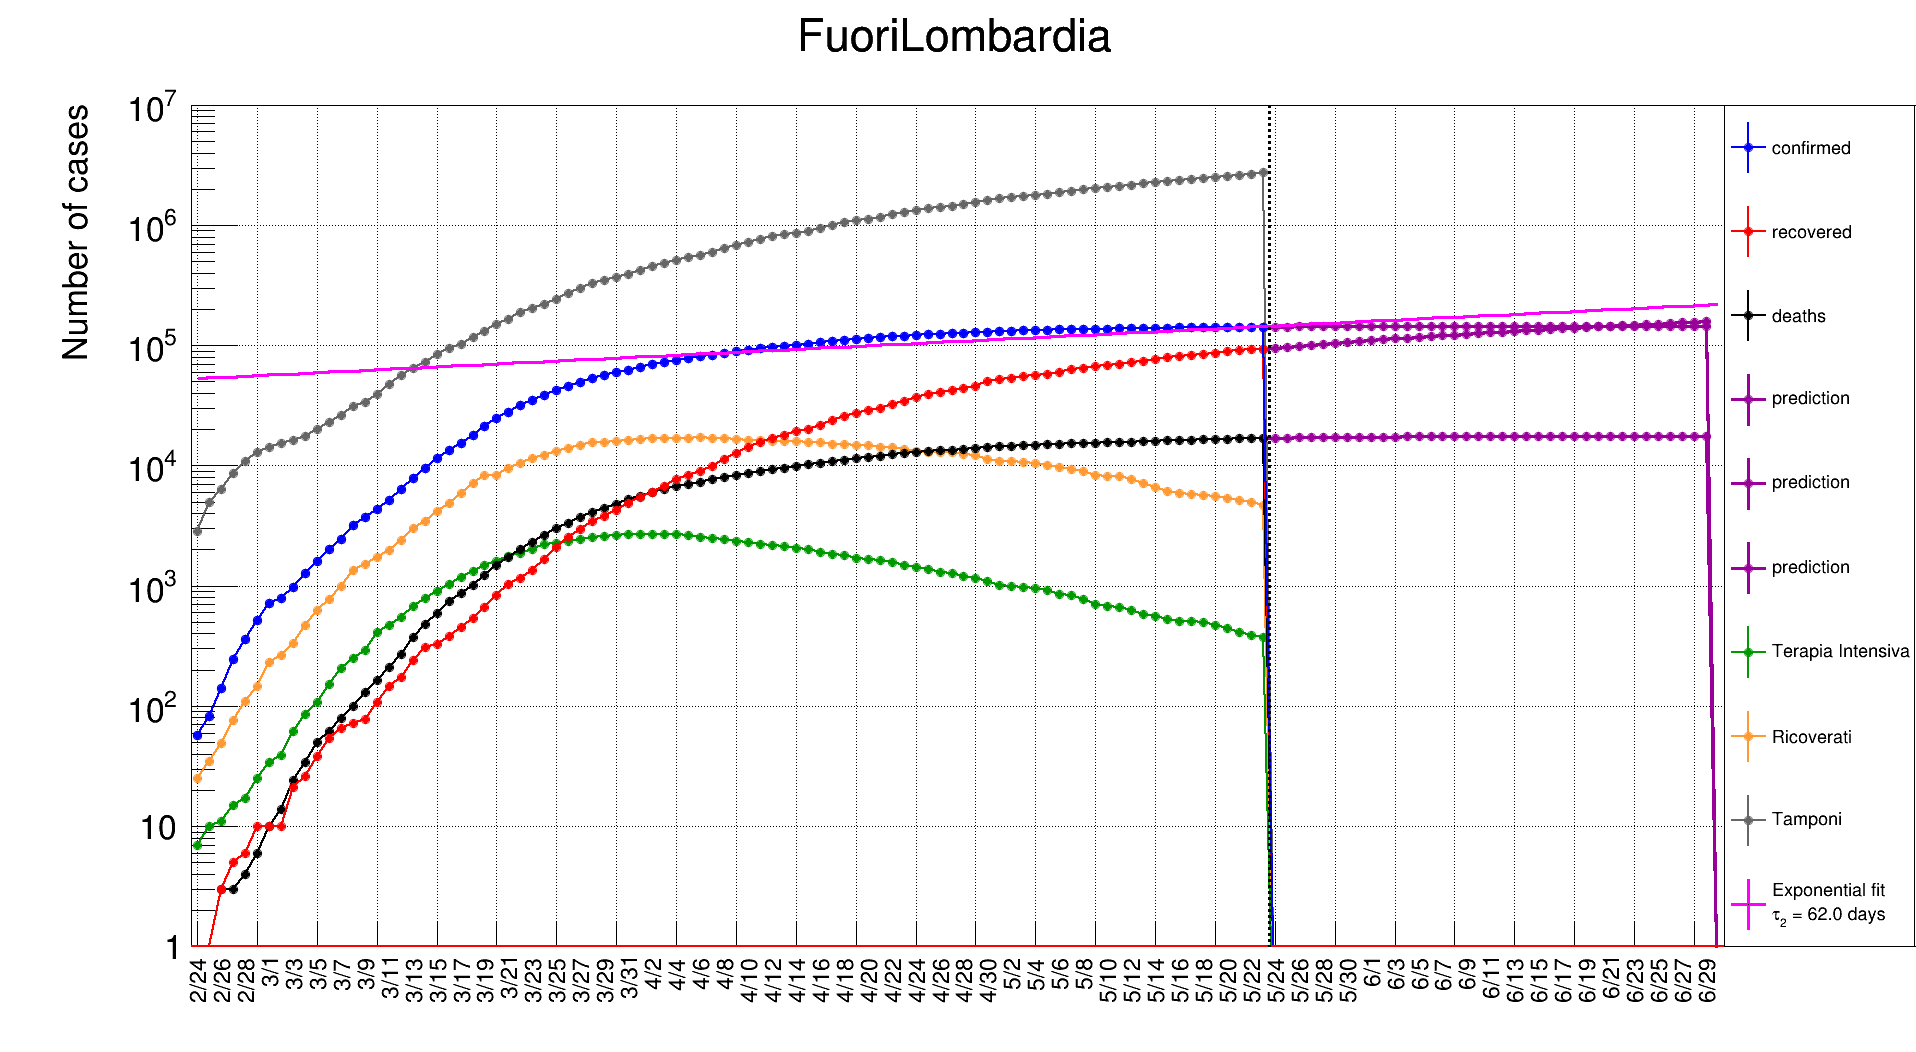 FuoriLombardia
Number of cases
10^7
10^6
10^5
10^4
10^3
10^2
10
1
2/24 2/26 2/28 3/1 3/3 3/5 3/7 3/9 3/11 3/13 3/15 3/17 3/19 3/21 3/23 3/25 3/27 3/29 3/31 4/2 4/4 4/6 4/8 4/10 4/12 4/14 4/16 4/18 4/20 4/22 4/24 4/26 4/28 4/30 5/2 5/4 5/6 5/8 5/10 5/12 5/14 5/16 5/18 5/20 5/22 5/24 5/26 5/28 5/30 6/1 6/3 6/5 6/7 6/9 6/11 6/13 6/15 6/17 6/19 6/21 6/23 6/25 6/27 6/29
confirmed
recovered
deaths
prediction
prediction
prediction
Terapia Intensiva
Ricoverati
Tamponi
Exponential fit
τ₂ = 62.0 days